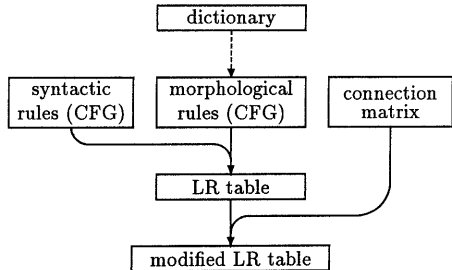 dictionary
syntactic
rules (CFG)
morphological
rules (CFG)
connection
matrix
LR table
modified LR table